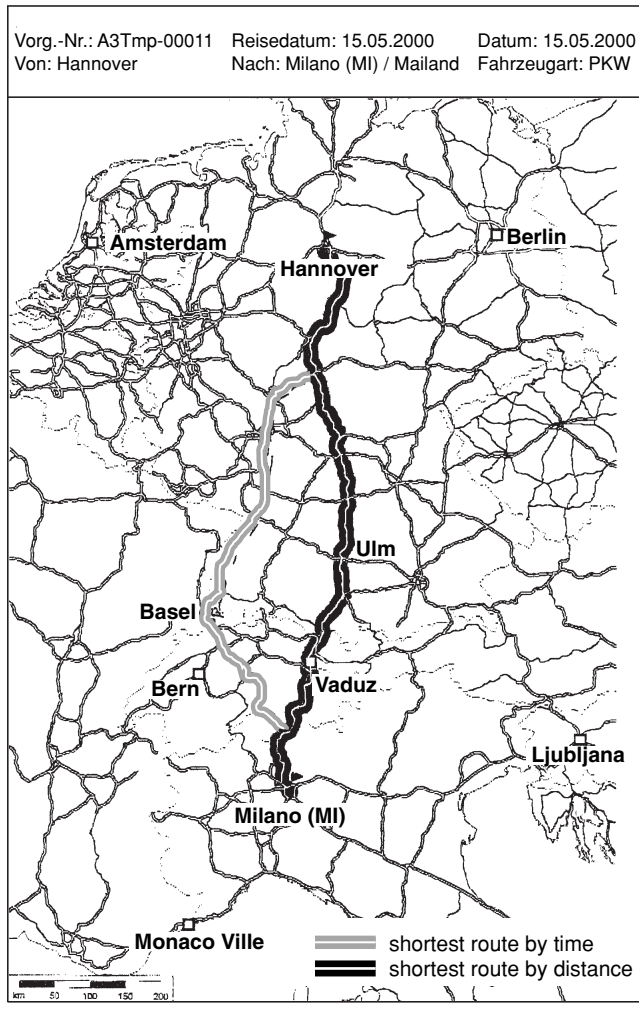 Vorg.-Nr.: A3Tmp-00011 Reisedatum: 15.05.2000 Datum: 15.05.2000
Von: Hannover Nach: Milano (MI) / Mailand Fahrzeugart: PKW
Amsterdam
Berlin
Hannover
Ulm
Basel
Bern
Vaduz
Ljubljana
Milano (MI)
Monaco Ville
shortest route by time
shortest route by distance
km 50 100 150 200